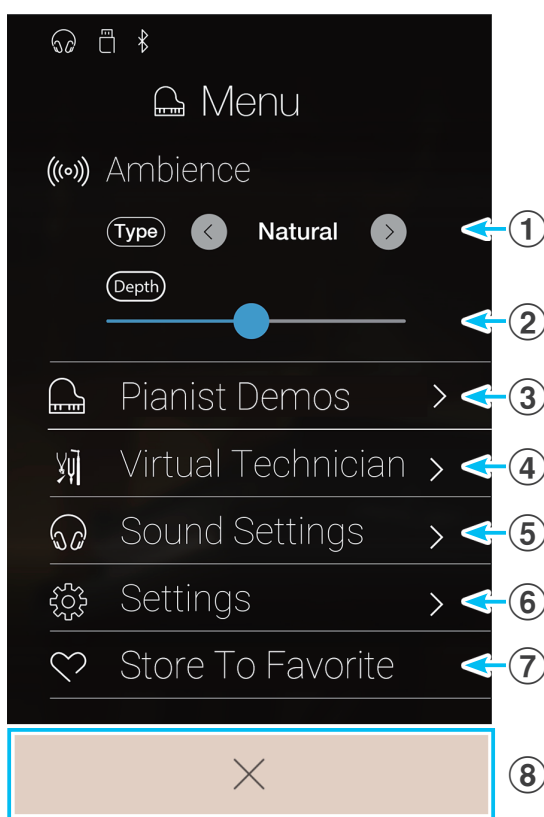 Menu
Ambience
Type Natural ①
Depth
②
Pianist Demos ③
Virtual Technician ④
Sound Settings ⑤
Settings ⑥
Store To Favorite ⑦
⑧